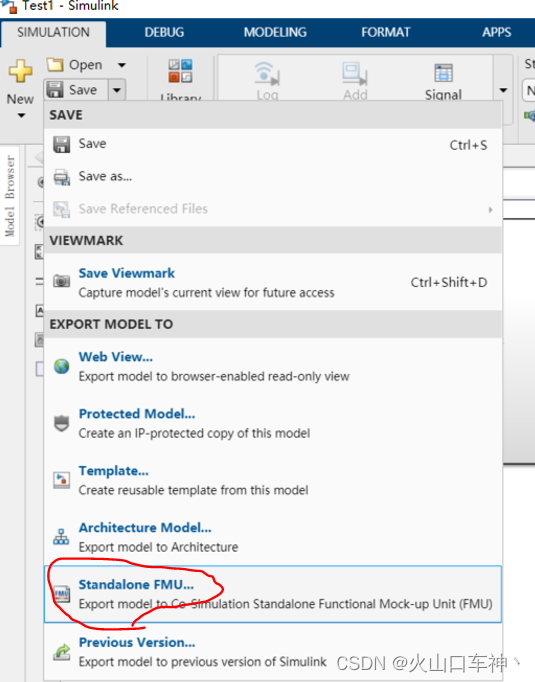 Test1 - Simulink
SIMULATION DEBUG MODELING FORMAT APPS
Open
New
Save
Library
Log
Add
Signal
St
N
SAVE
Save Ctrl+S
Save as...
Save Referenced Files
VIEWMARK
Save Viewmark
Capture model's current view for future access Ctrl+Shift+D
EXPORT MODEL TO
Web View...
Export model to browser-enabled read-only view
Protected Model...
Create an IP-protected copy of this model
Template...
Create reusable template from this model
Architecture Model...
Export model to Architecture
FMU
Standalone FMU...
Export model to Co-Simulation Standalone Functional Mock-up Unit (FMU)
Previous Version...
Export model to previous version of Simulink
Model Browser
CSDN @火山口车神丶